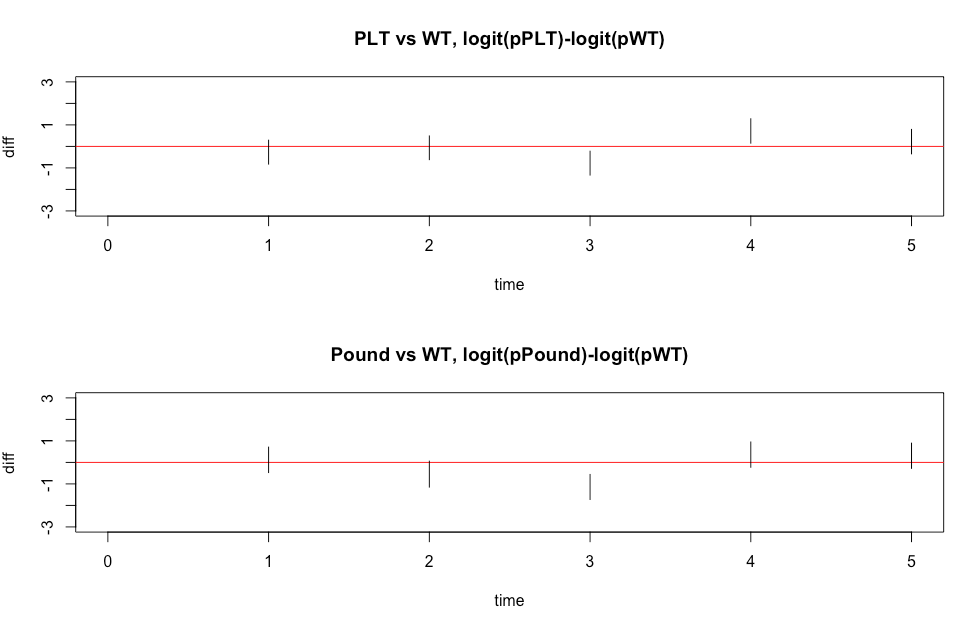 PLT vs WT, logit(pPLT)-logit(pWT)
diff
3
1
-1
-3
0 1 2 3 4 5
time
Pound vs WT, logit(pPound)-logit(pWT)
diff
3
1
-1
-3
0 1 2 3 4 5
time